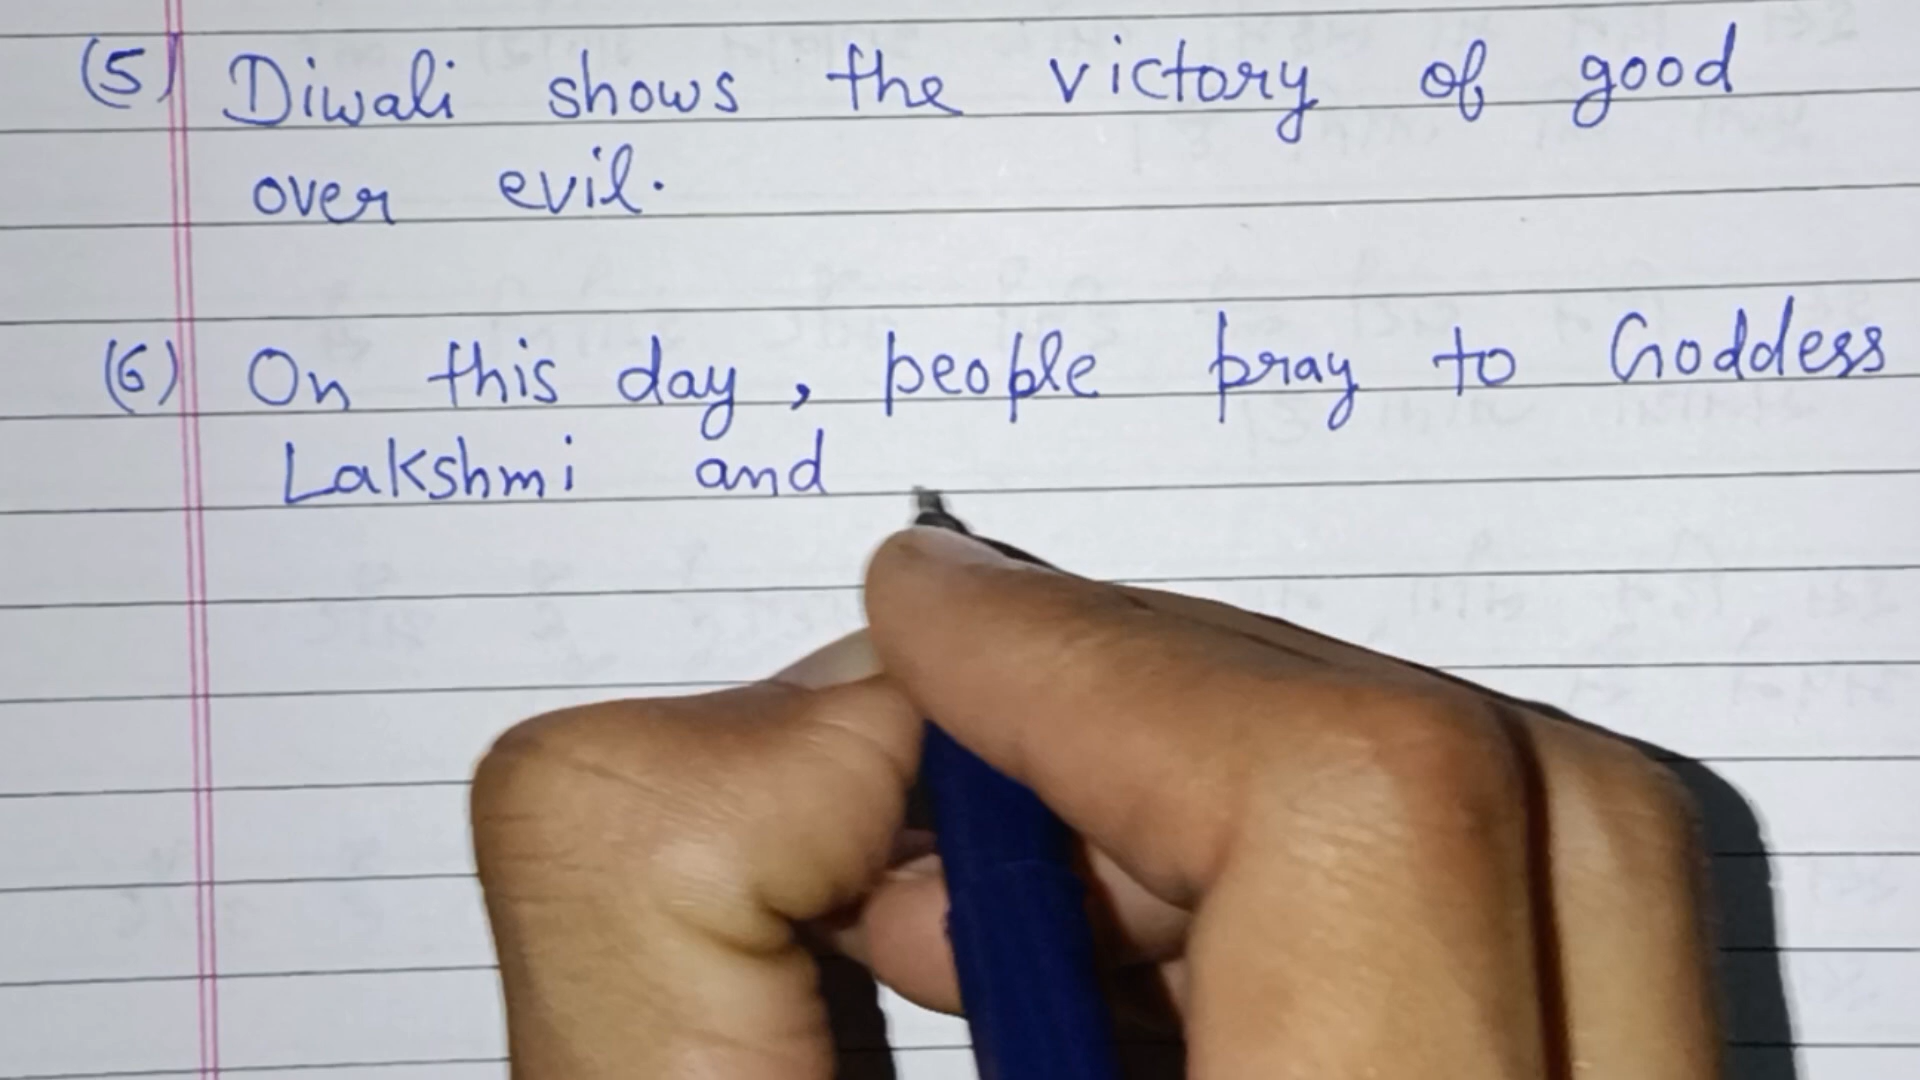 (5) Diwali shows the victory of good
over evil.
(6) On this day, people pray to Goddess
Lakshmi and